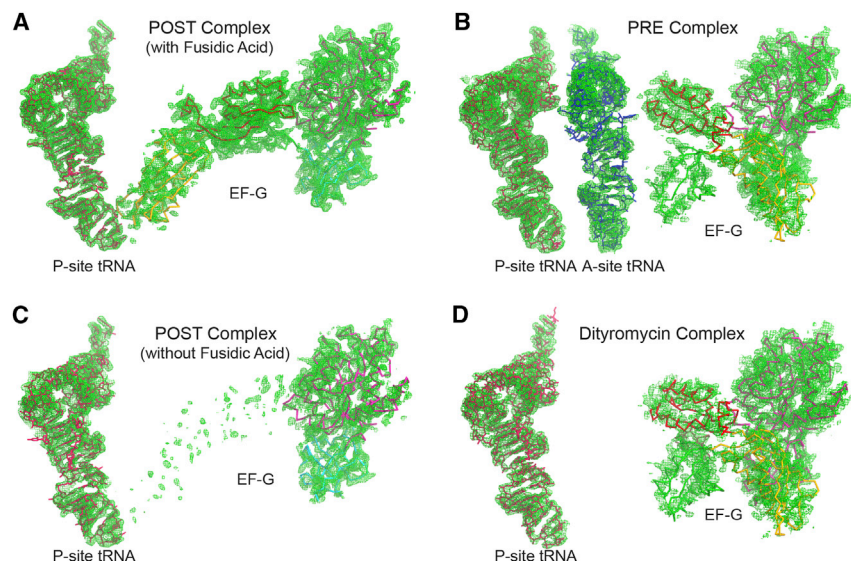 A
POST Complex
(with Fusidic Acid)
EF-G
P-site tRNA
B
PRE Complex
EF-G
P-site tRNA A-site tRNA
C
POST Complex
(without Fusidic Acid)
EF-G
P-site tRNA
D
Dityromycin Complex
EF-G
P-site tRNA